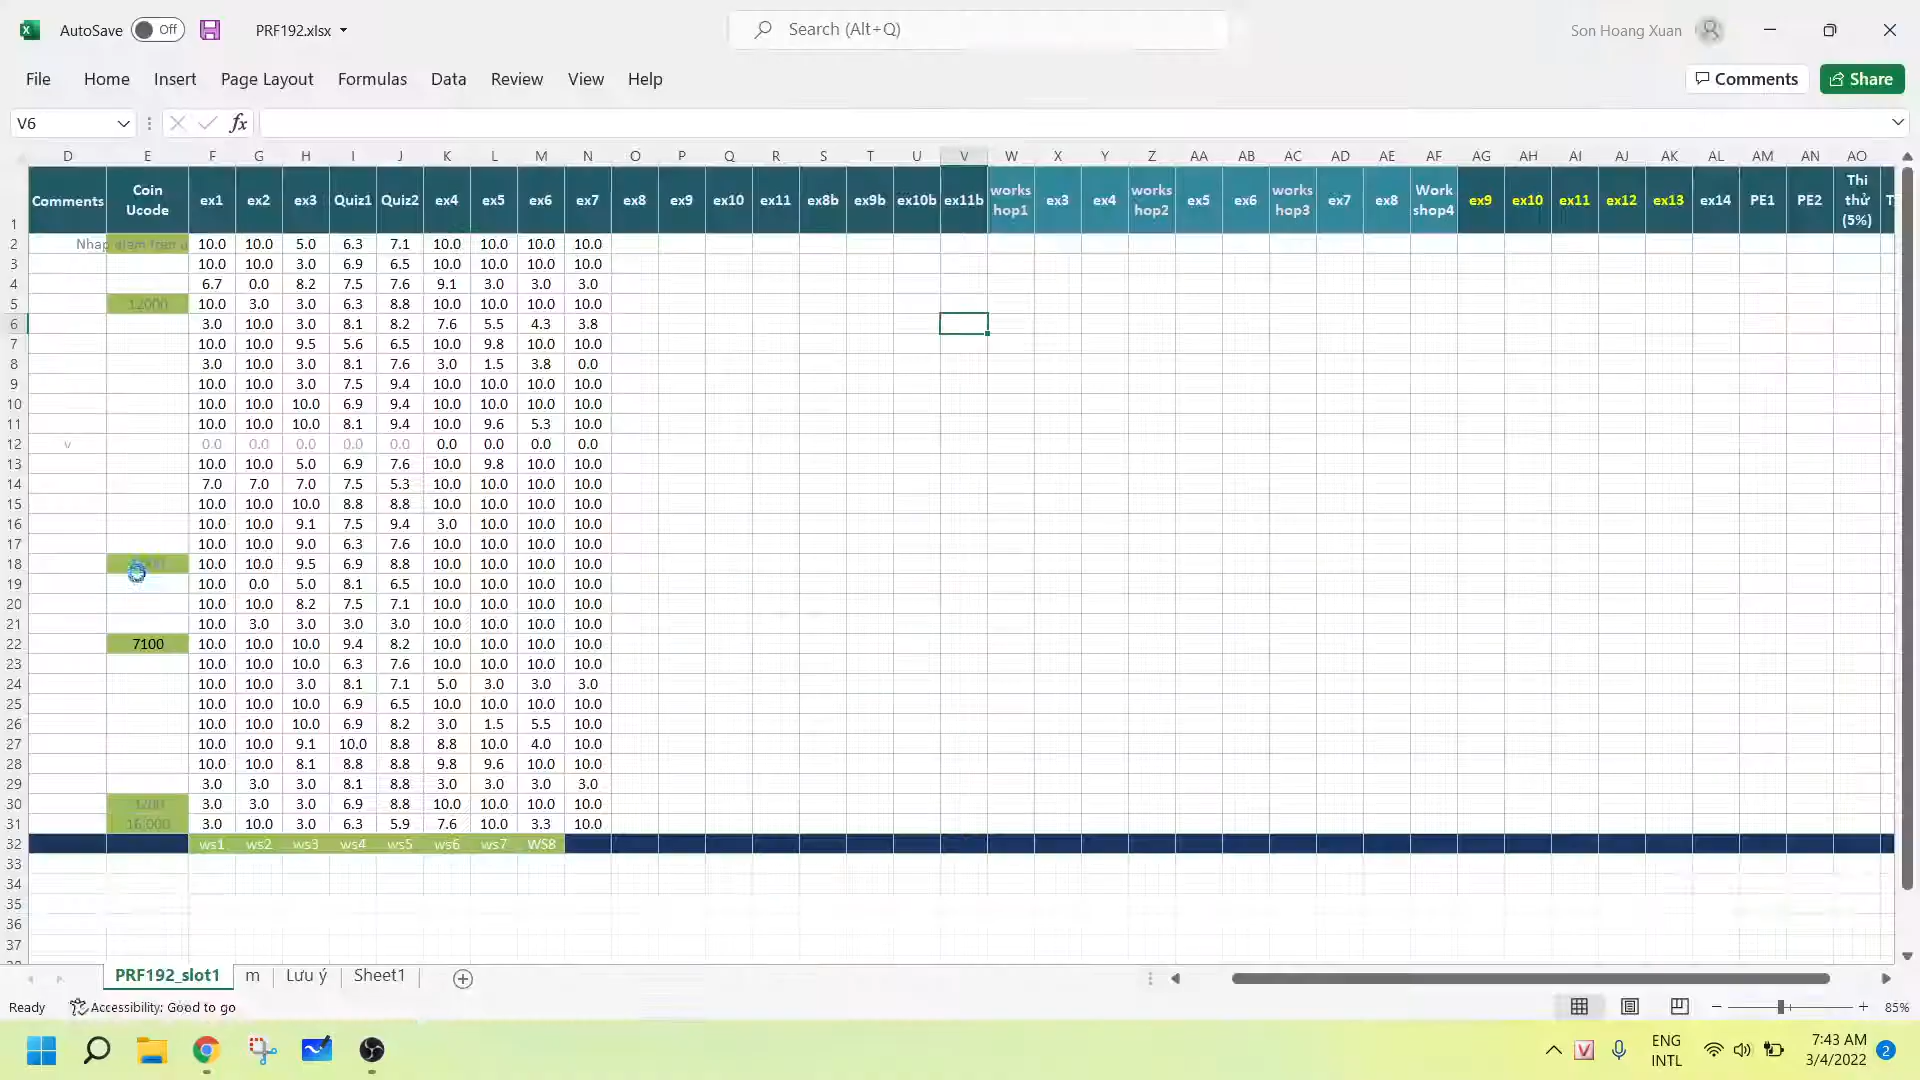 AutoSave Off PRF192.xlsx Search (Alt+Q) Son Hoang Xuan
File Home Insert Page Layout Formulas Data Review View Help Comments Share
V6 fx
D E F G H I J K L M N O P Q R S T U V W X Y Z AA AB AC AD AE AF AG AH AI AJ AK AL AM AN AO
1 Comments Coin Ucode ex1 ex2 ex3 Quiz1 Quiz2 ex4 ex5 ex6 ex7 ex8 ex9 ex10 ex11 ex8b ex9b ex10b ex11b works hop1 ex3 ex4 works hop2 ex5 ex6 works hop3 ex7 ex8 Work shop4 ex9 ex10 ex11 ex12 ex13 ex14 PE1 PE2 Thi thử (5%) T
2 10.0 10.0 5.0 6.3 7.1 10.0 10.0 10.0 10.0
3 10.0 10.0 3.0 6.9 6.5 10.0 10.0 10.0 10.0
4 6.7 0.0 8.2 7.5 7.6 9.1 3.0 3.0 3.0
5 12000 10.0 3.0 3.0 6.3 8.8 10.0 10.0 10.0 10.0
6 3.0 10.0 3.0 8.1 8.2 7.6 5.5 4.3 3.8
7 10.0 10.0 9.5 5.6 6.5 10.0 9.8 10.0 10.0
8 3.0 10.0 3.0 8.1 7.6 3.0 1.5 3.8 0.0
9 10.0 10.0 3.0 7.5 9.4 10.0 10.0 10.0 10.0
10 10.0 10.0 10.0 6.9 9.4 10.0 10.0 10.0 10.0
11 10.0 10.0 10.0 8.1 9.4 10.0 9.6 5.3 10.0
12 v 0.0 0.0 0.0 0.0 0.0 0.0 0.0 0.0 0.0
13 10.0 10.0 5.0 6.9 7.6 10.0 9.8 10.0 10.0
14 7.0 7.0 7.0 7.5 5.3 10.0 10.0 10.0 10.0
15 10.0 10.0 10.0 8.8 8.8 10.0 10.0 10.0 10.0
16 10.0 10.0 9.1 7.5 9.4 3.0 10.0 10.0 10.0
17 10.0 10.0 9.0 6.3 7.6 10.0 10.0 10.0 10.0
18 10.0 10.0 9.5 6.9 8.8 10.0 10.0 10.0 10.0
19 10.0 0.0 5.0 8.1 6.5 10.0 10.0 10.0 10.0
20 10.0 10.0 8.2 7.5 7.1 10.0 10.0 10.0 10.0
21 10.0 3.0 3.0 3.0 3.0 10.0 10.0 10.0 10.0
22 7100 10.0 10.0 10.0 9.4 8.2 10.0 10.0 10.0 10.0
23 10.0 10.0 10.0 6.3 7.6 10.0 10.0 10.0 10.0
24 10.0 10.0 3.0 8.1 7.1 5.0 3.0 3.0 3.0
25 10.0 10.0 10.0 6.9 6.5 10.0 10.0 10.0 10.0
26 10.0 10.0 10.0 6.9 8.2 3.0 1.5 5.5 10.0
27 10.0 10.0 9.1 10.0 8.8 8.8 10.0 4.0 10.0
28 10.0 10.0 8.1 8.8 8.8 9.8 9.6 10.0 10.0
29 3.0 3.0 3.0 8.1 8.8 3.0 3.0 3.0 3.0
30 3.0 3.0 3.0 6.9 8.8 10.0 10.0 10.0 10.0
31 16,000 3.0 10.0 3.0 6.3 5.9 7.6 10.0 3.3 10.0
32 ws1 ws2 ws3 ws4 ws5 ws6 ws7 WS8
33
34
35
36
37
PRF192_slot1 m Lưu ý Sheet1
Ready Accessibility: Good to go 85%
ENG INTL 7:43 AM 3/4/2022 2